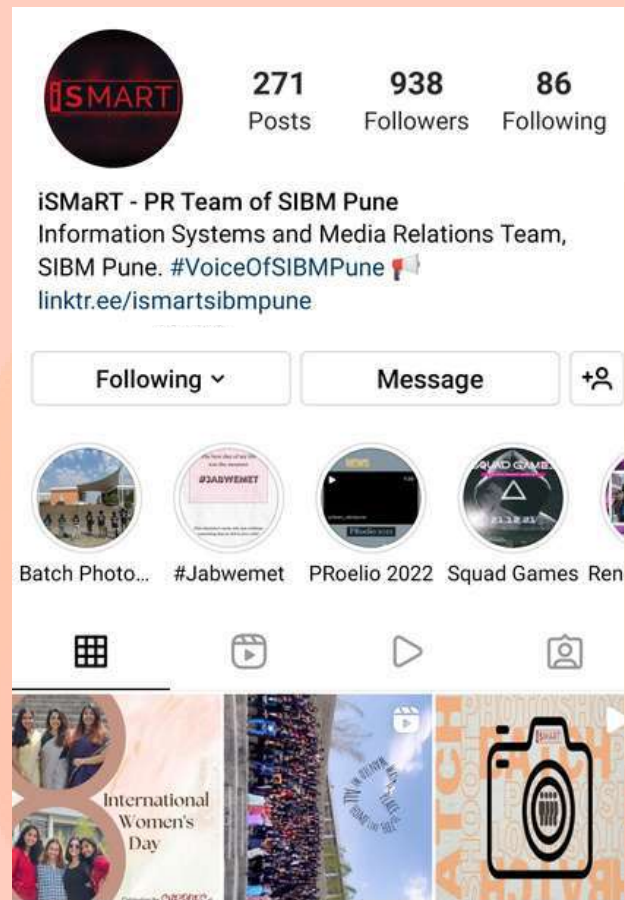 iSMART
271 938 86
Posts Followers Following
iSMaRT - PR Team of SIBM Pune
Information Systems and Media Relations Team,
SIBM Pune. #VoiceOfSIBMPune
linktr.ee/ismartsibmpune
Following Message
NEWS
#JABWEMET
SQUAD GAMES
PRoelio 2022
21.12.21
Batch Photo... #Jabwemet PRoelio 2022 Squad Games Ren
iSMART
International
Women's
Day
BATCH